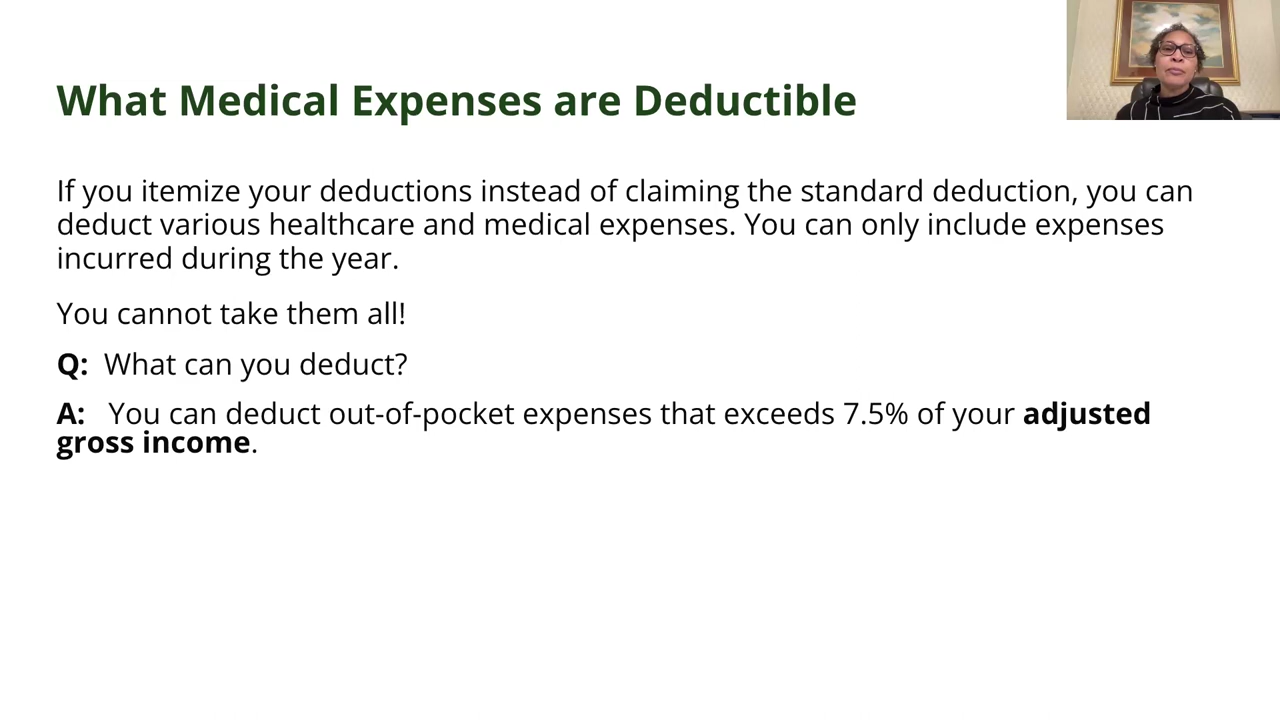 What Medical Expenses are Deductible
If you itemize your deductions instead of claiming the standard deduction, you can
deduct various healthcare and medical expenses. You can only include expenses
incurred during the year.
You cannot take them all!
Q: What can you deduct?
A: You can deduct out-of-pocket expenses that exceeds 7.5% of your adjusted
gross income.